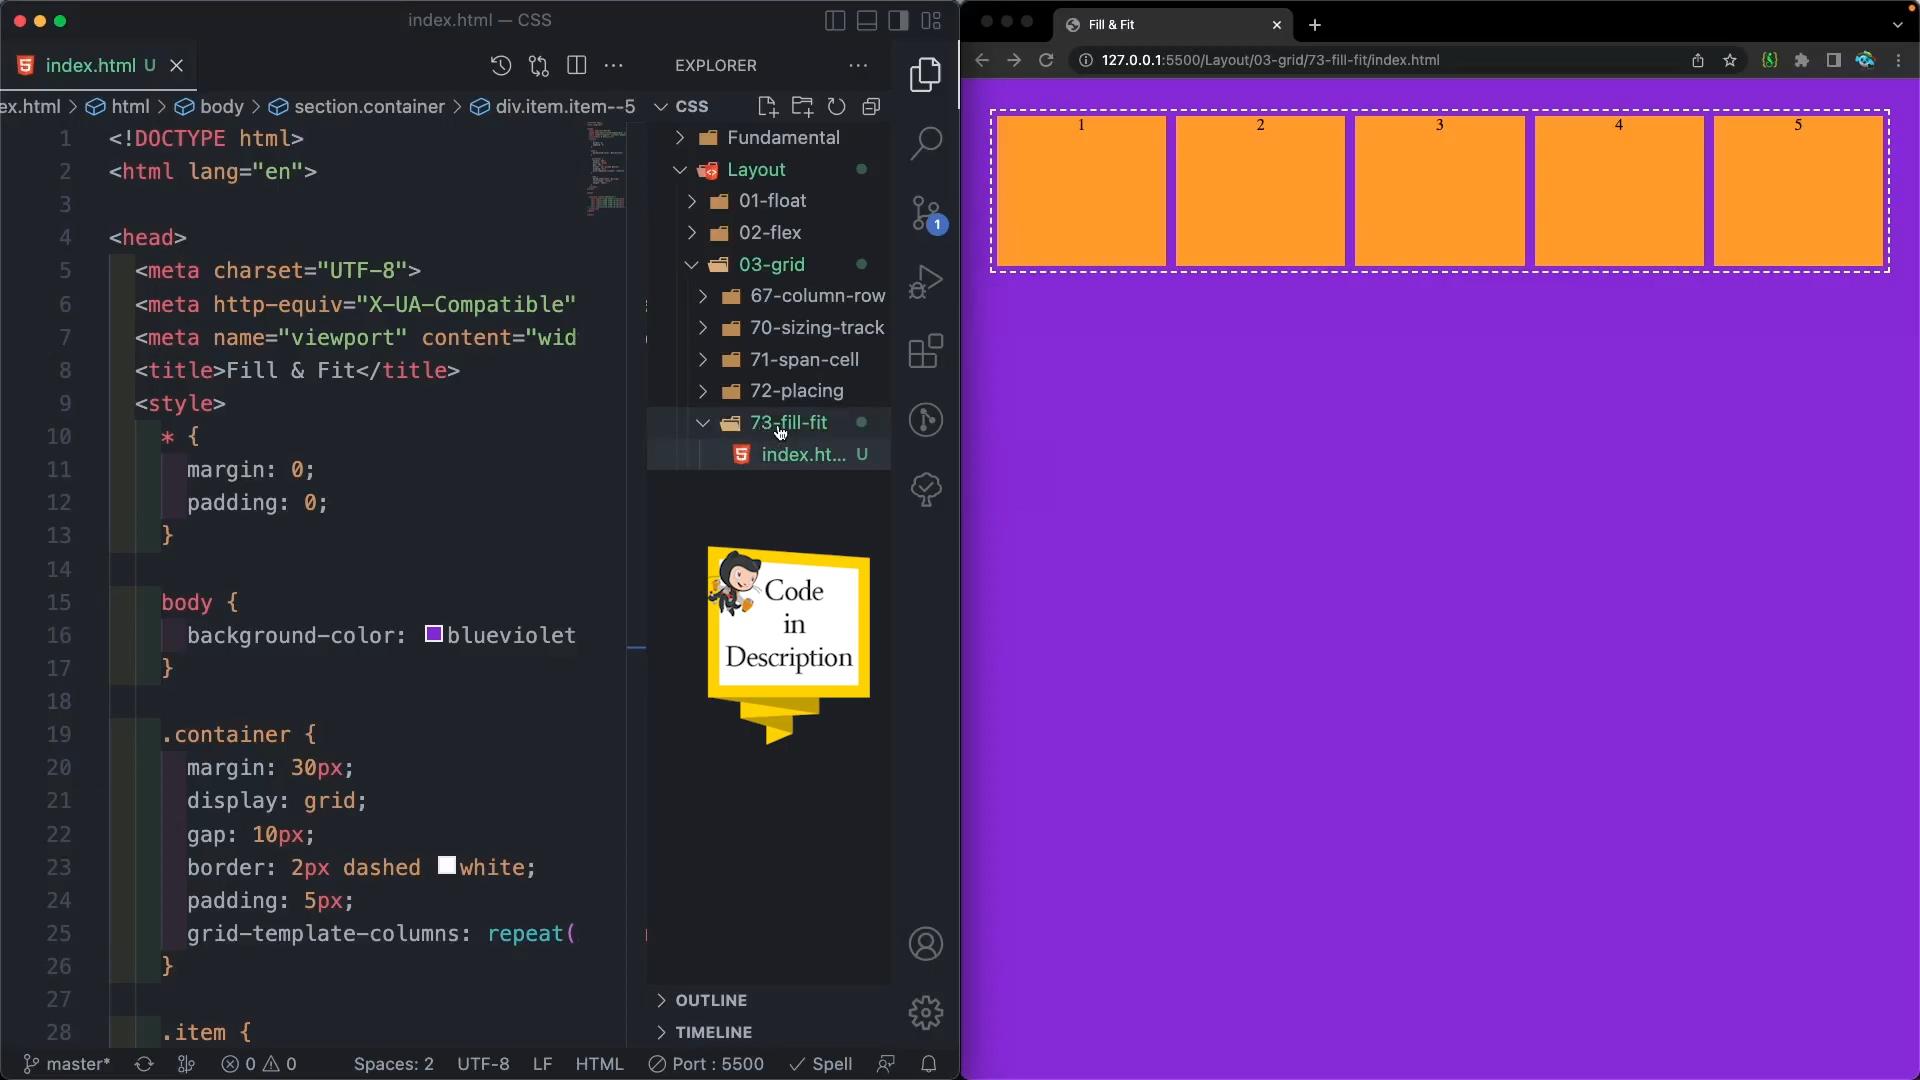 index.html — CSS
index.html U
ex.html > html > body > section.container > div.item.item--5
1 <!DOCTYPE html>
2 <html lang="en">
3
4 <head>
5 <meta charset="UTF-8">
6 <meta http-equiv="X-UA-Compatible"
7 <meta name="viewport" content="wid
8 <title>Fill & Fit</title>
9 <style>
10 * {
11 margin: 0;
12 padding: 0;
13 }
14
15 body {
16 background-color: blueviolet
17 }
18
19 .container {
20 margin: 30px;
21 display: grid;
22 gap: 10px;
23 border: 2px dashed white;
24 padding: 5px;
25 grid-template-columns: repeat(
26 }
27
28 .item {
EXPLORER
CSS
Fundamental
Layout
01-float
02-flex
03-grid
67-column-row
70-sizing-track
71-span-cell
72-placing
73-fill-fit
index.ht... U
Code
in
Description
OUTLINE
TIMELINE
1
master* 0 0 Spaces: 2 UTF-8 LF HTML Port : 5500 Spell
Fill & Fit
127.0.0.1:5500/Layout/03-grid/73-fill-fit/index.html
1 2 3 4 5